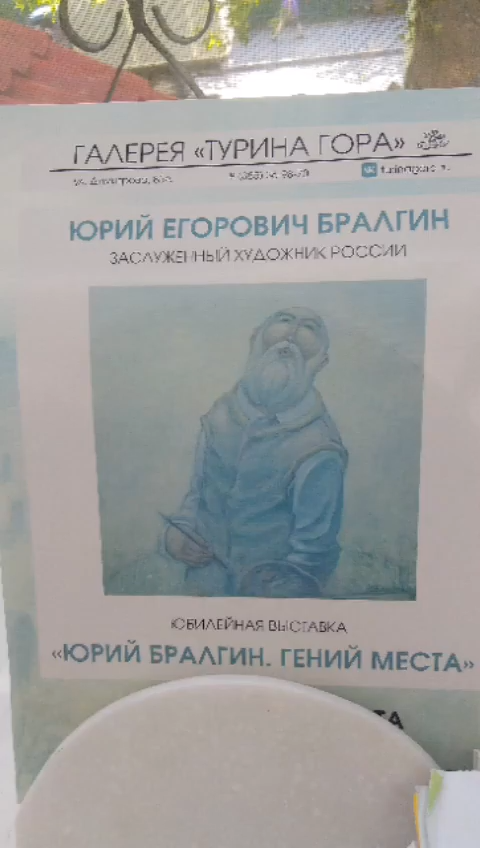 ГАЛЕРЕЯ «ТУРИНА ГОРА»
ЮРИЙ ЕГОРОВИЧ БРАЛГИН
ЗАСЛУЖЕННЫЙ ХУДОЖНИК РОССИИ
ЮБИЛЕЙНАЯ ВЫСТАВКА
«ЮРИЙ БРАЛГИН. ГЕНИЙ МЕСТА»